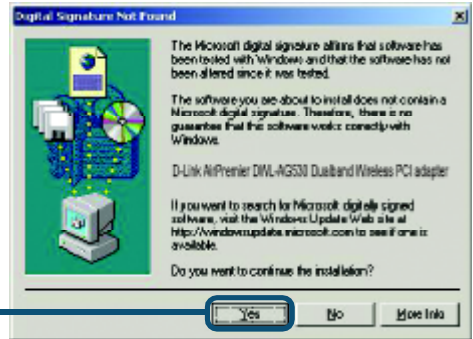 Digital Signature Not Found
The Microsoft digital signature affirms that software has
been tested with Windows and that the software has not
been altered since it was tested.
The software you are about to install does not contain a
Microsoft digital signature. Therefore, there is no
guarantee that this software works correctly with
Windows.
D-Link AirPremier DWL-AG530 Dualband Wireless PCI adapter
If you want to search for Microsoft digitally signed
software, visit the Windows Update Web site at
http://windowsupdate.microsoft.com to see if one is
available.
Do you want to continue the installation?
Yes No More Info